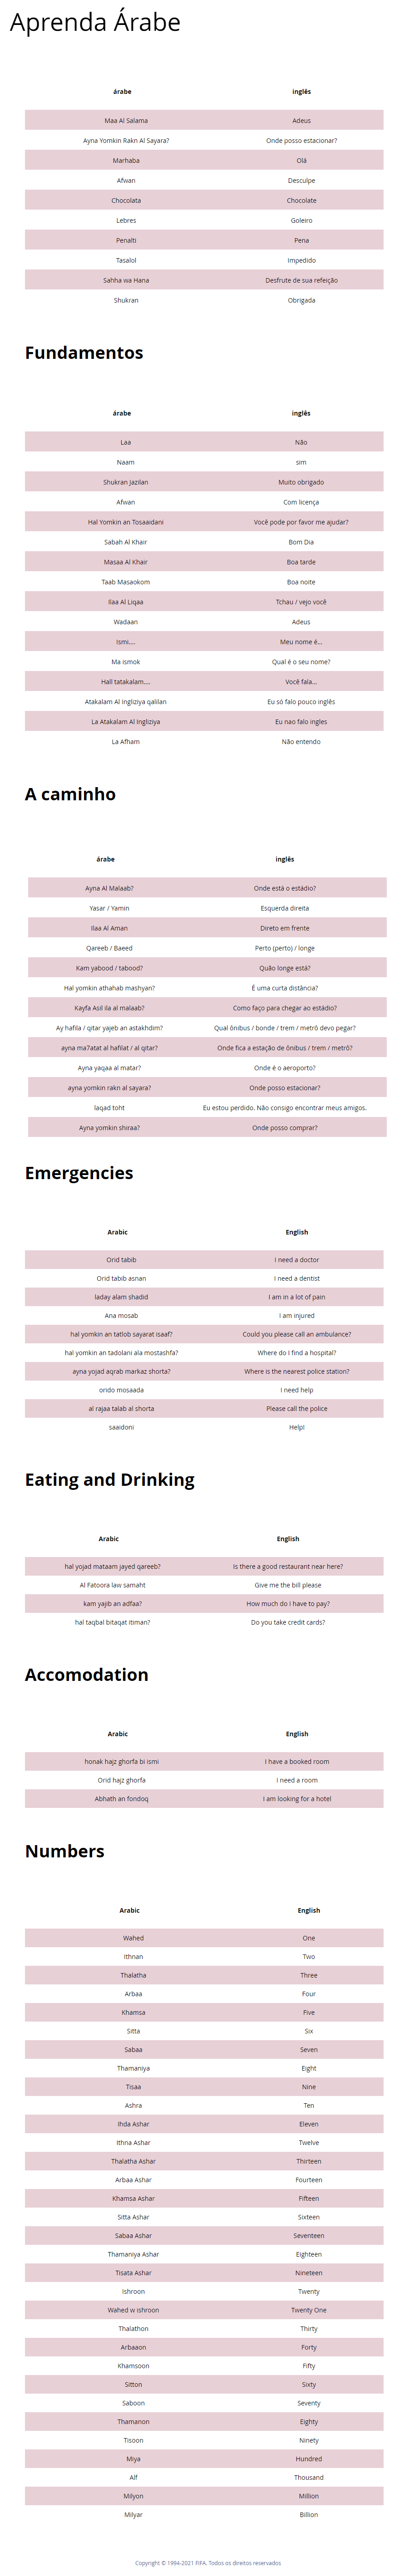 Aprenda Árabe
árabe inglês
Maa Al Salama Adeus
Ayna Yomkin Rakn Al Sayara? Onde posso estacionar?
Marhaba Olá
Afwan Desculpe
Chocolata Chocolate
Lebres Goleiro
Penalti Pena
Tasalol Impedido
Sahha wa Hana Desfrute de sua refeição
Shukran Obrigada
Fundamentos
árabe inglês
Laa Não
Naam sim
Shukran Jazilan Muito obrigado
Afwan Com licença
Hal Yomkin an Tosaaidani Você pode por favor me ajudar?
Sabah Al Khair Bom Dia
Masaa Al Khair Boa tarde
Taab Masaokom Boa noite
Ilaa Al Liqaa Tchau / vejo você
Wadaan Adeus
Ismi.... Meu nome é...
Ma ismok Qual é o seu nome?
Hall tatakalam.... Você fala...
Atakalam Al Ingliziya qalilan Eu só falo pouco inglês
La Atakalam Al Ingliziya Eu nao falo ingles
La Afham Não entendo
A caminho
árabe inglês
Ayna Al Malaab? Onde está o estádio?
Yasar / Yamin Esquerda direita
Ilaa Al Aman Direto em frente
Qareeb / Baeed Perto (perto) / longe
Kam yabood / tabood? Quão longe está?
Hal yomkin athahab mashyan? É uma curta distância?
Kayfa Asil ila al malaab? Como faço para chegar ao estádio?
Ay hafila / qitar yajeb an astakhdim? Qual ônibus / bonde / trem / metrô devo pegar?
ayna ma7atat al hafilat / al qitar? Onde fica a estação de ônibus / trem / metrô?
Ayna yaqaa al matar? Onde é o aeroporto?
ayna yomkin rakn al sayara? Onde posso estacionar?
laqad toht Eu estou perdido. Não consigo encontrar meus amigos.
Ayna yomkin shiraa? Onde posso comprar?
Emergencies
Arabic English
Orid tabib I need a doctor
Orid tabib asnan I need a dentist
laday alam shadid I am in a lot of pain
Ana mosab I am injured
hal yomkin an tatlob sayarat isaaf? Could you please call an ambulance?
hal yomkin an tadolani ala mostashfa? Where do I find a hospital?
ayna yojad aqrab markaz shorta? Where is the nearest police station?
orido mosaada I need help
al rajaa talab al shorta Please call the police
saaidoni Help!
Eating and Drinking
Arabic English
hal yojad mataam jayed qareeb? Is there a good restaurant near here?
Al Fatoora law samaht Give me the bill please
kam yajib an adfaa? How much do I have to pay?
hal taqbal bitaqat itiman? Do you take credit cards?
Accomodation
Arabic English
honak hajz ghorfa bi ismi I have a booked room
Orid hajz ghorfa I need a room
Abhath an fondoq I am looking for a hotel
Numbers
Arabic English
Wahed One
Ithnan Two
Thalatha Three
Arbaa Four
Khamsa Five
Sitta Six
Sabaa Seven
Thamaniya Eight
Tisaa Nine
Ashra Ten
Ihda Ashar Eleven
Ithna Ashar Twelve
Thalatha Ashar Thirteen
Arbaa Ashar Fourteen
Khamsa Ashar Fifteen
Sitta Ashar Sixteen
Sabaa Ashar Seventeen
Thamaniya Ashar Eighteen
Tisata Ashar Nineteen
Ishroon Twenty
Wahed w ishroon Twenty One
Thalathon Thirty
Arbaaon Forty
Khamsoon Fifty
Sitton Sixty
Saboon Seventy
Thamanon Eighty
Tisoon Ninety
Miya Hundred
Alf Thousand
Milyon Million
Milyar Billion
Copyright © 1994-2021 FIFA. Todos os direitos reservados